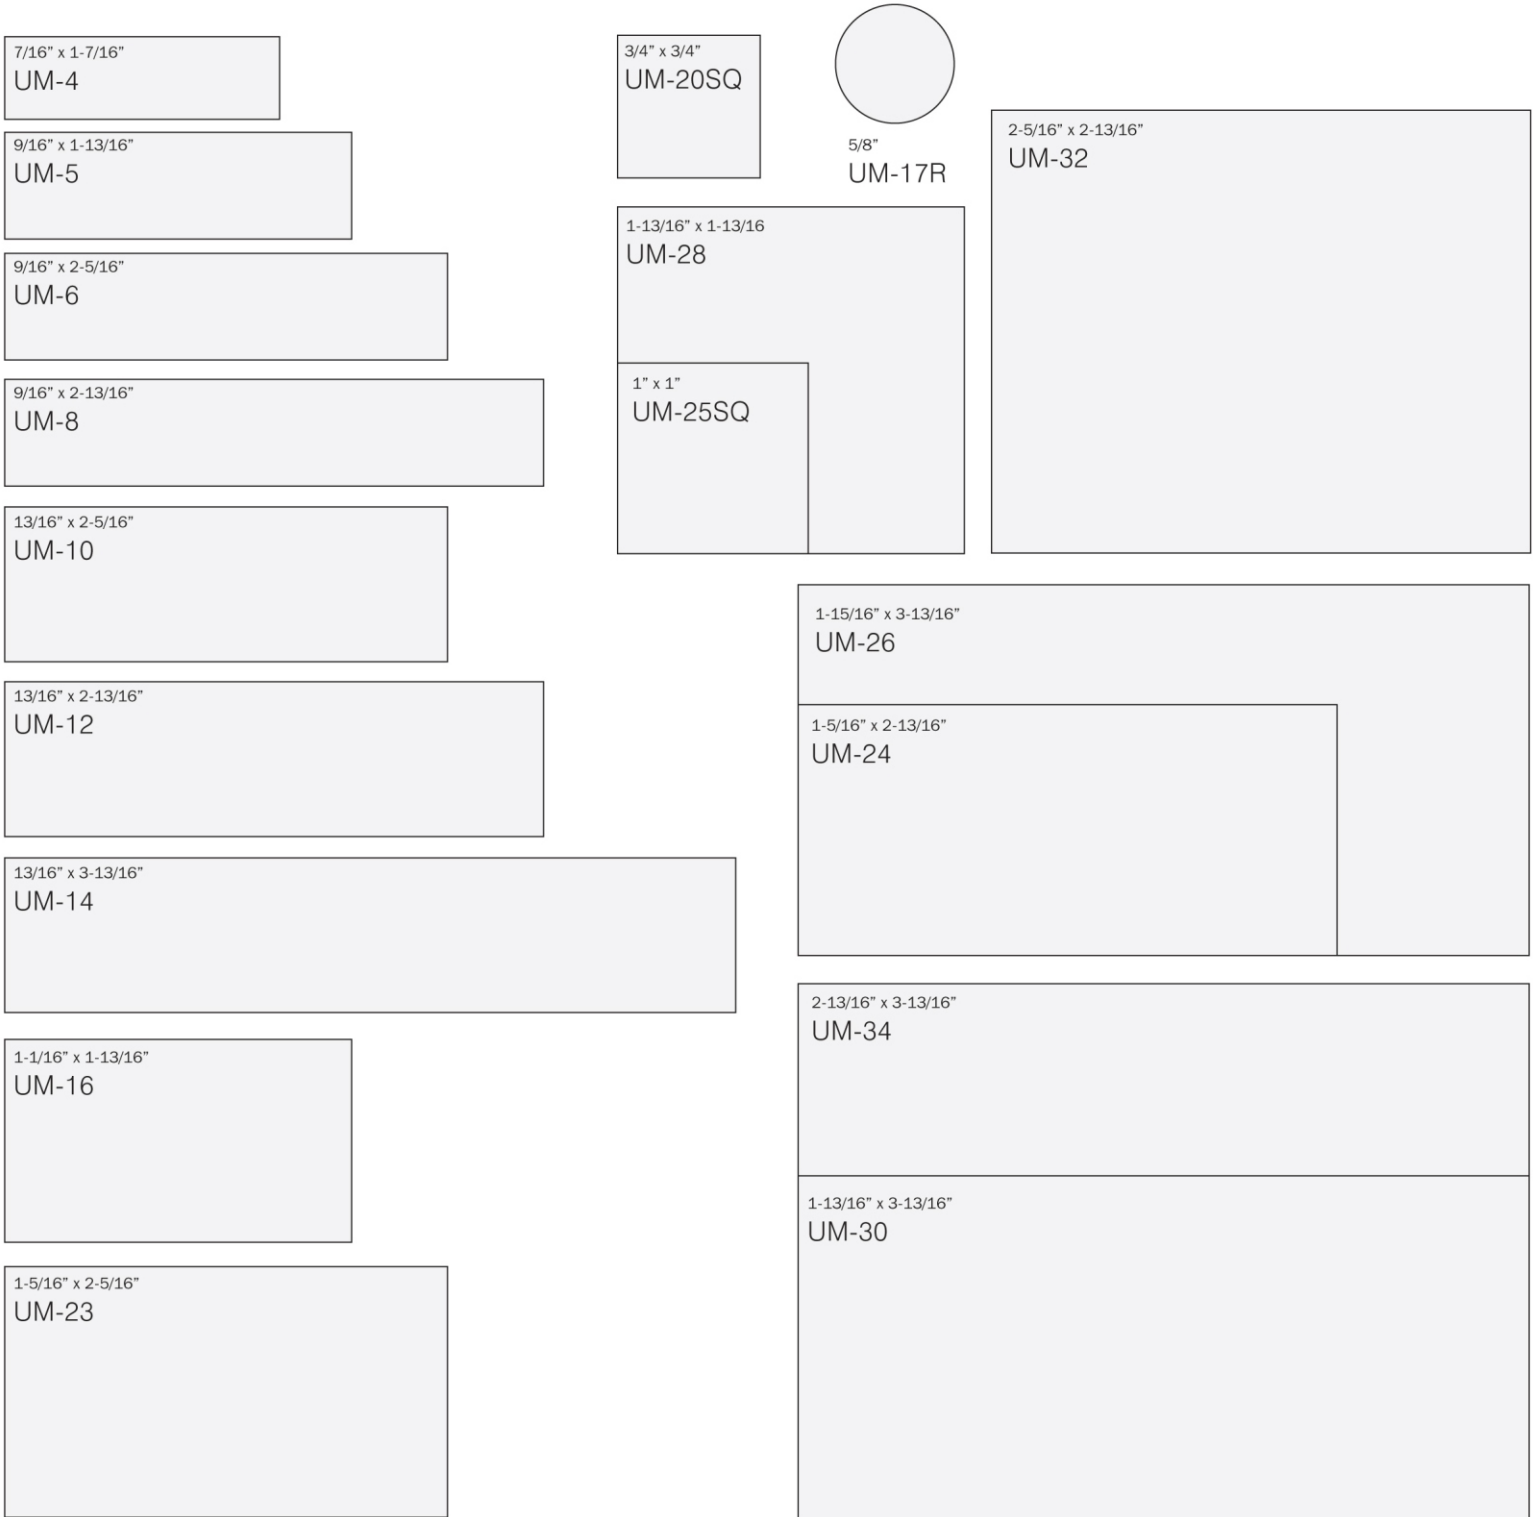 7/16” x 1-7/16”
UM-4
9/16” x 1-13/16”
UM-5
9/16” x 2-5/16”
UM-6
9/16” x 2-13/16”
UM-8
13/16” x 2-5/16”
UM-10
13/16” x 2-13/16”
UM-12
13/16” x 3-13/16”
UM-14
1-1/16” x 1-13/16”
UM-16
1-5/16” x 2-5/16”
UM-23
3/4” x 3/4”
UM-20SQ
5/8”
UM-17R
1-13/16” x 1-13/16
UM-28
1” x 1”
UM-25SQ
2-5/16” x 2-13/16”
UM-32
1-15/16” x 3-13/16”
UM-26
1-5/16” x 2-13/16”
UM-24
2-13/16” x 3-13/16”
UM-34
1-13/16” x 3-13/16”
UM-30